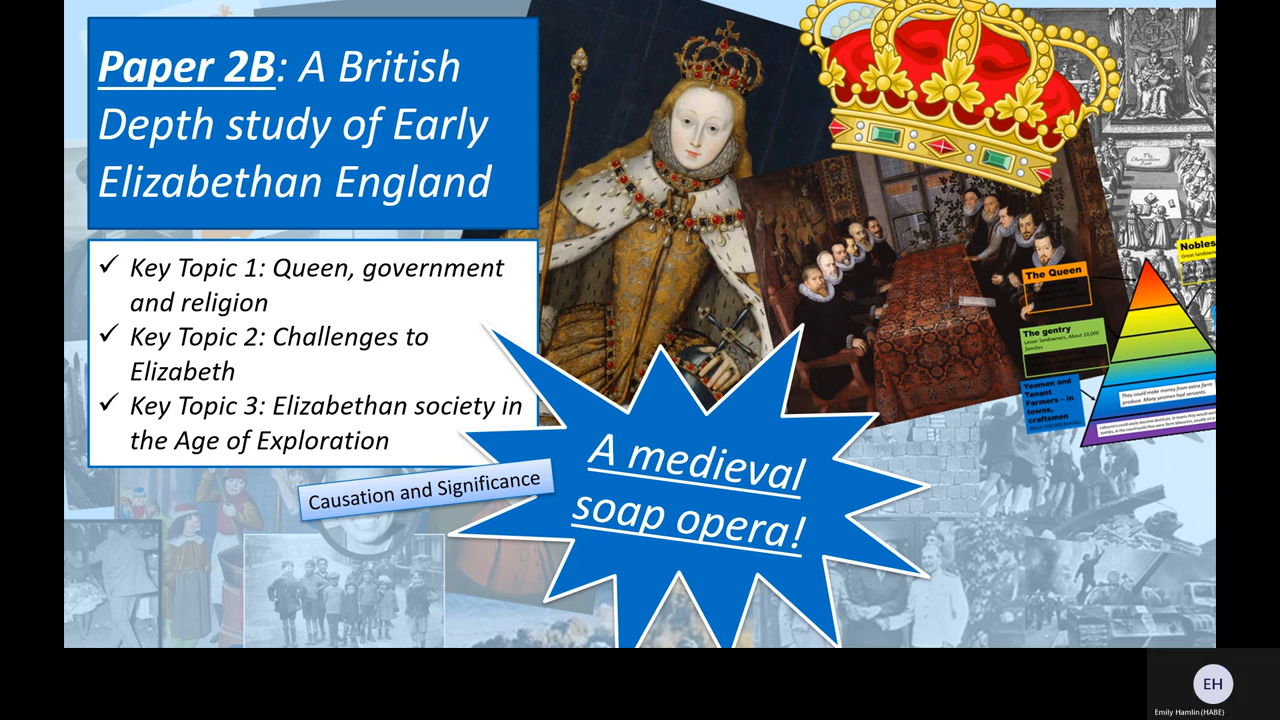 Paper 2B: A British
Depth study of Early
Elizabethan England
✓ Key Topic 1: Queen, government
and religion
✓ Key Topic 2: Challenges to
Elizabeth
✓ Key Topic 3: Elizabethan society in
the Age of Exploration
Causation and Significance
A medieval
soap opera!
The Queen
Nobles
The gentry
Lesser landowners, About 10,000
families
Yeomen and
Tenant
Farmers – in
towns,
craftsmen
They could make money from extra farm
produce. Many yeomen had servants.
EH
Emily Hamlin (HABE)